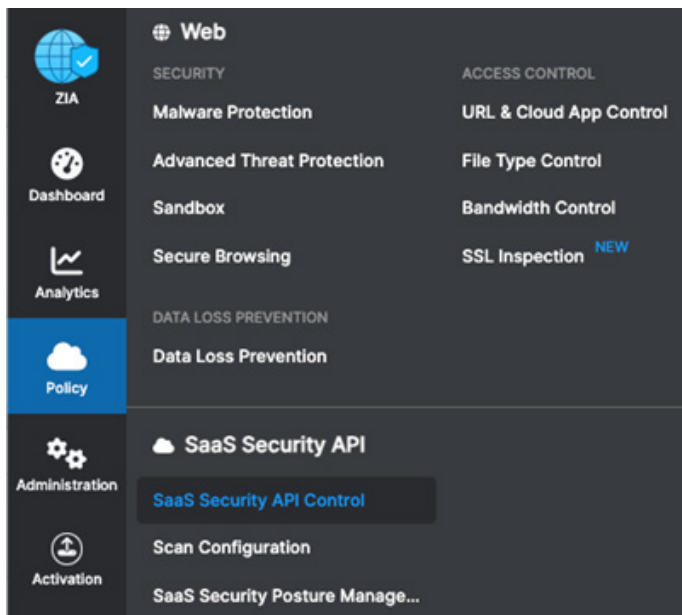 ZIA
Dashboard
Analytics
Policy
Administration
Activation
Web
SECURITY
Malware Protection
Advanced Threat Protection
Sandbox
Secure Browsing
ACCESS CONTROL
URL & Cloud App Control
File Type Control
Bandwidth Control
SSL Inspection NEW
DATA LOSS PREVENTION
Data Loss Prevention
SaaS Security API
SaaS Security API Control
Scan Configuration
SaaS Security Posture Manage...